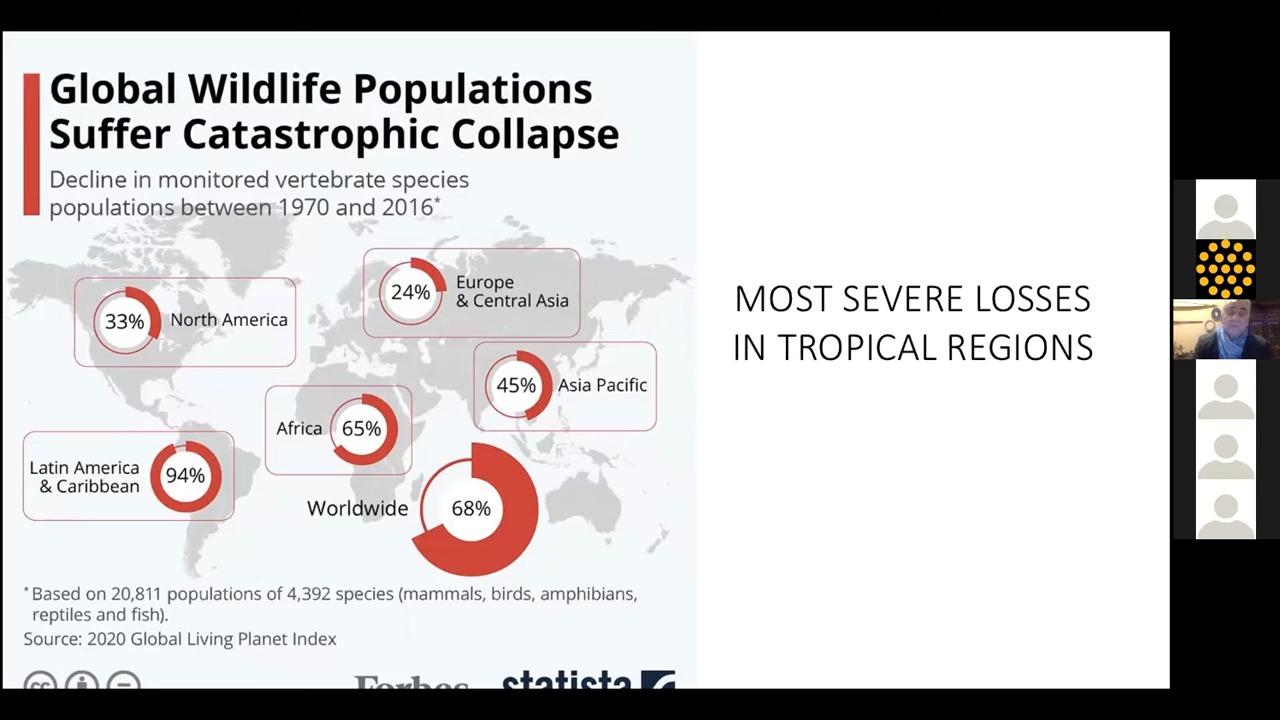 Global Wildlife Populations
Suffer Catastrophic Collapse
Decline in monitored vertebrate species
populations between 1970 and 2016*
33%
North America
24%
Europe
& Central Asia
45%
Asia Pacific
Africa
65%
Latin America
& Caribbean
94%
Worldwide
68%
* Based on 20,811 populations of 4,392 species (mammals, birds, amphibians,
reptiles and fish).
Source: 2020 Global Living Planet Index
cc
Forbes
statista
MOST SEVERE LOSSES
IN TROPICAL REGIONS